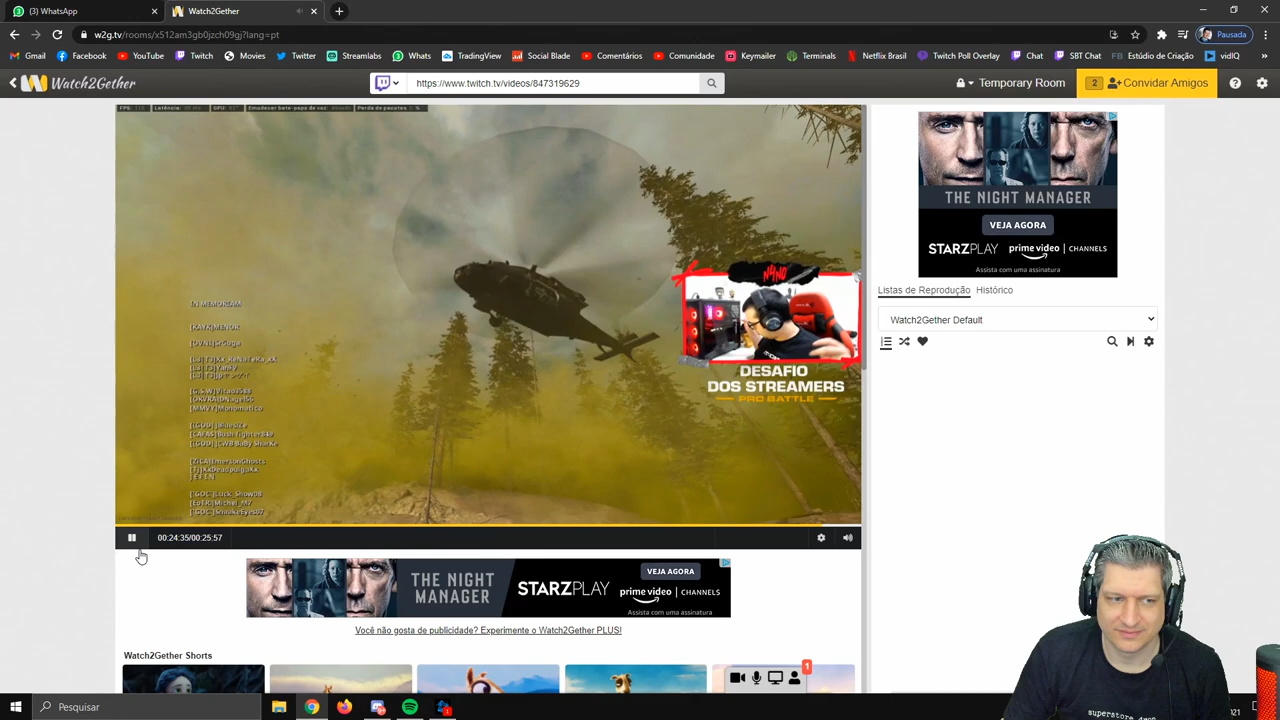 WhatsApp
Watch2Gether
w2g.tv/rooms/x512am3gb0jzch09gj?lang=pt
Pausada
Gmail
Facebook
YouTube
Twitch
Twitter
Streamlabs
Whats
TradingView
Social Blade
Comentários
Comunidade
Keymailer
Terminals
Netflix Brasil
Twitch Poll Overlay
SBT Chat
Estúdio de Criação
vidIQ
Watch2Gether
https://www.twitch.tv/videos/847319629
Temporary Room
2
Convidar Amigos
IN MEMORIAM
[KAYK]MENOR
N4NO
DESAFIO
DOS STREAMERS
PRO BATTLE
00:24:35/00:25:57
THE NIGHT MANAGER
VEJA AGORA
STARZPLAY
prime video | CHANNELS
Assista com uma assinatura
Listas de Reprodução
Histórico
Watch2Gether Default
THE NIGHT
MANAGER
STARZPLAY
VEJA AGORA
prime video | CHANNELS
Assista com uma assinatura
Você não gosta de publicidade? Experimente o Watch2Gether PLUS!
Watch2Gether Shorts
1
Pesquisar